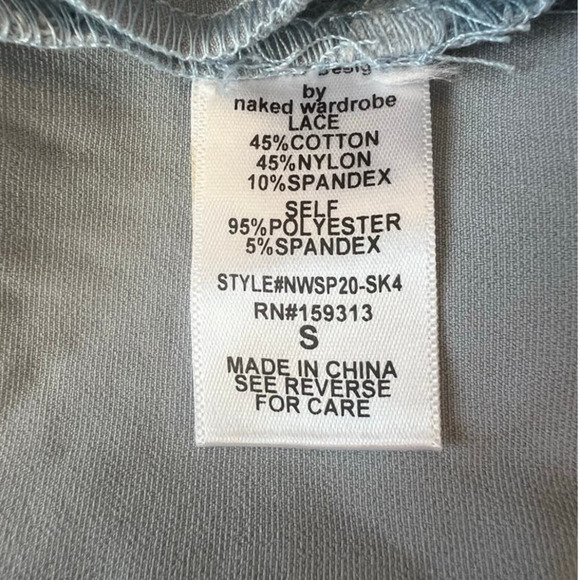 Desig
by
naked wardrobe
LACE
45%COTTON
45%NYLON
10%SPANDEX
SELF
95%POLYESTER
5%SPANDEX
STYLE#NWSP20-SK4
RN#159313
S
MADE IN CHINA
SEE REVERSE
FOR CARE